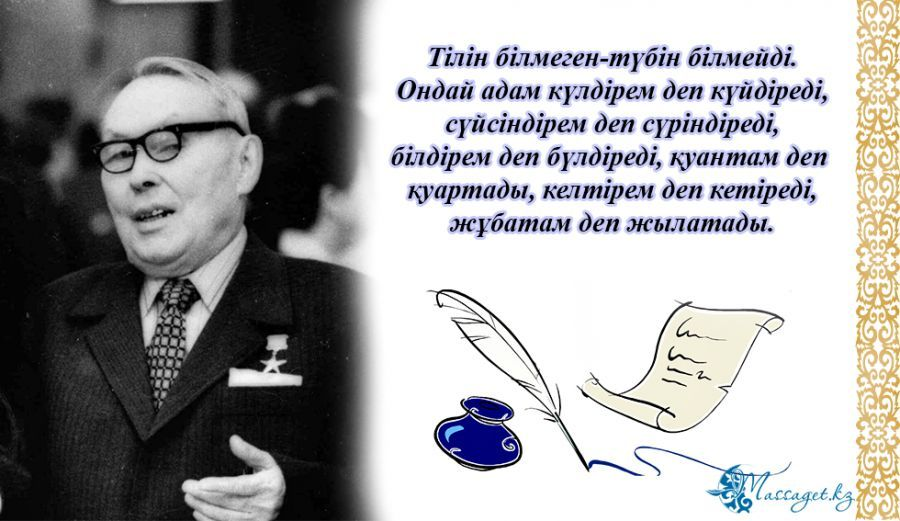 Тілін білмеген-түбін білмейді.
Ондай адам күлдірем деп күйдіреді,
сүйсіндірем деп сүріндіреді,
білдірем деп бүлдіреді, қуантам деп
қуартады, келтірем деп кетіреді,
жұбатам деп жылатады.
Massaget.kz